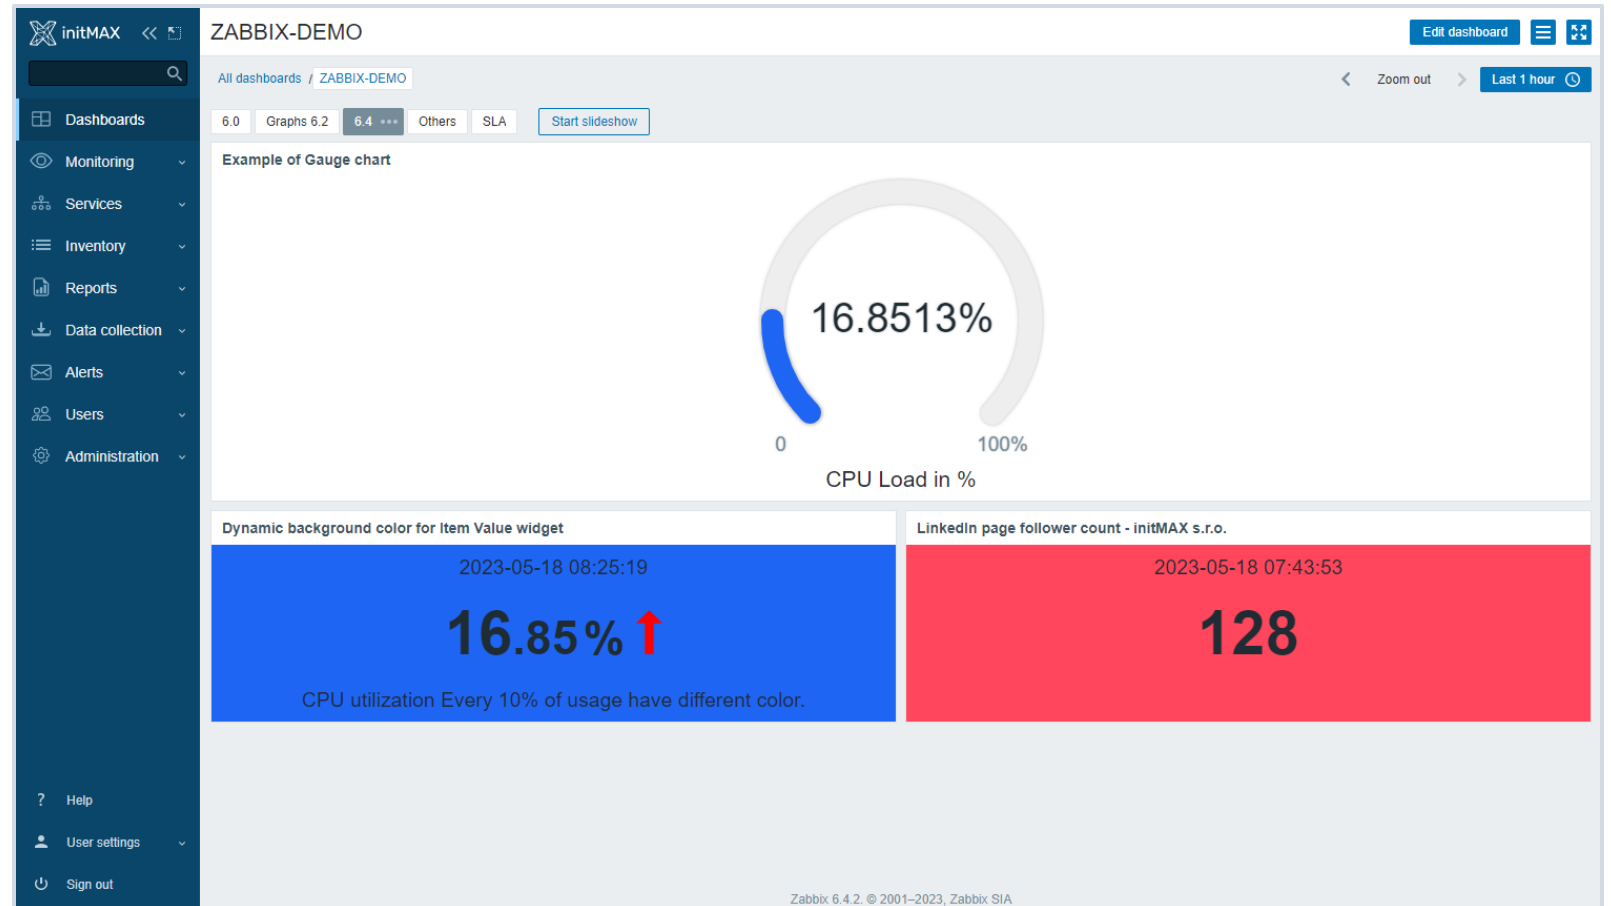 initMAX
ZABBIX-DEMO
Edit dashboard
All dashboards / ZABBIX-DEMO
Zoom out
Last 1 hour
6.0
Graphs 6.2
6.4
Others
SLA
Start slideshow
Dashboards
Monitoring
Services
Inventory
Reports
Data collection
Alerts
Users
Administration
Help
User settings
Sign out
Example of Gauge chart
16.8513%
0
100%
CPU Load in %
Dynamic background color for Item Value widget
2023-05-18 08:25:19
16.85%
CPU utilization Every 10% of usage have different color.
LinkedIn page follower count - initMAX s.r.o.
2023-05-18 07:43:53
128
Zabbix 6.4.2. © 2001–2023, Zabbix SIA